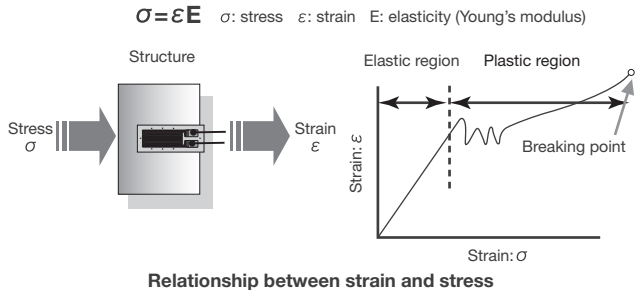 σ=εE σ: stress ε: strain E: elasticity (Young's modulus)
Structure
Stress
σ
Strain
ε
Elastic region Plastic region
Breaking point
Strain: ε
Strain: σ
Relationship between strain and stress